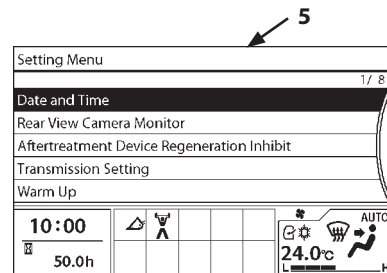 5
Setting Menu
1/ 8
Date and Time
Rear View Camera Monitor
Aftertreatment Device Regeneration Inhibit
Transmission Setting
Warm Up
10:00
50.0h
AUTO
24.0℃
L H